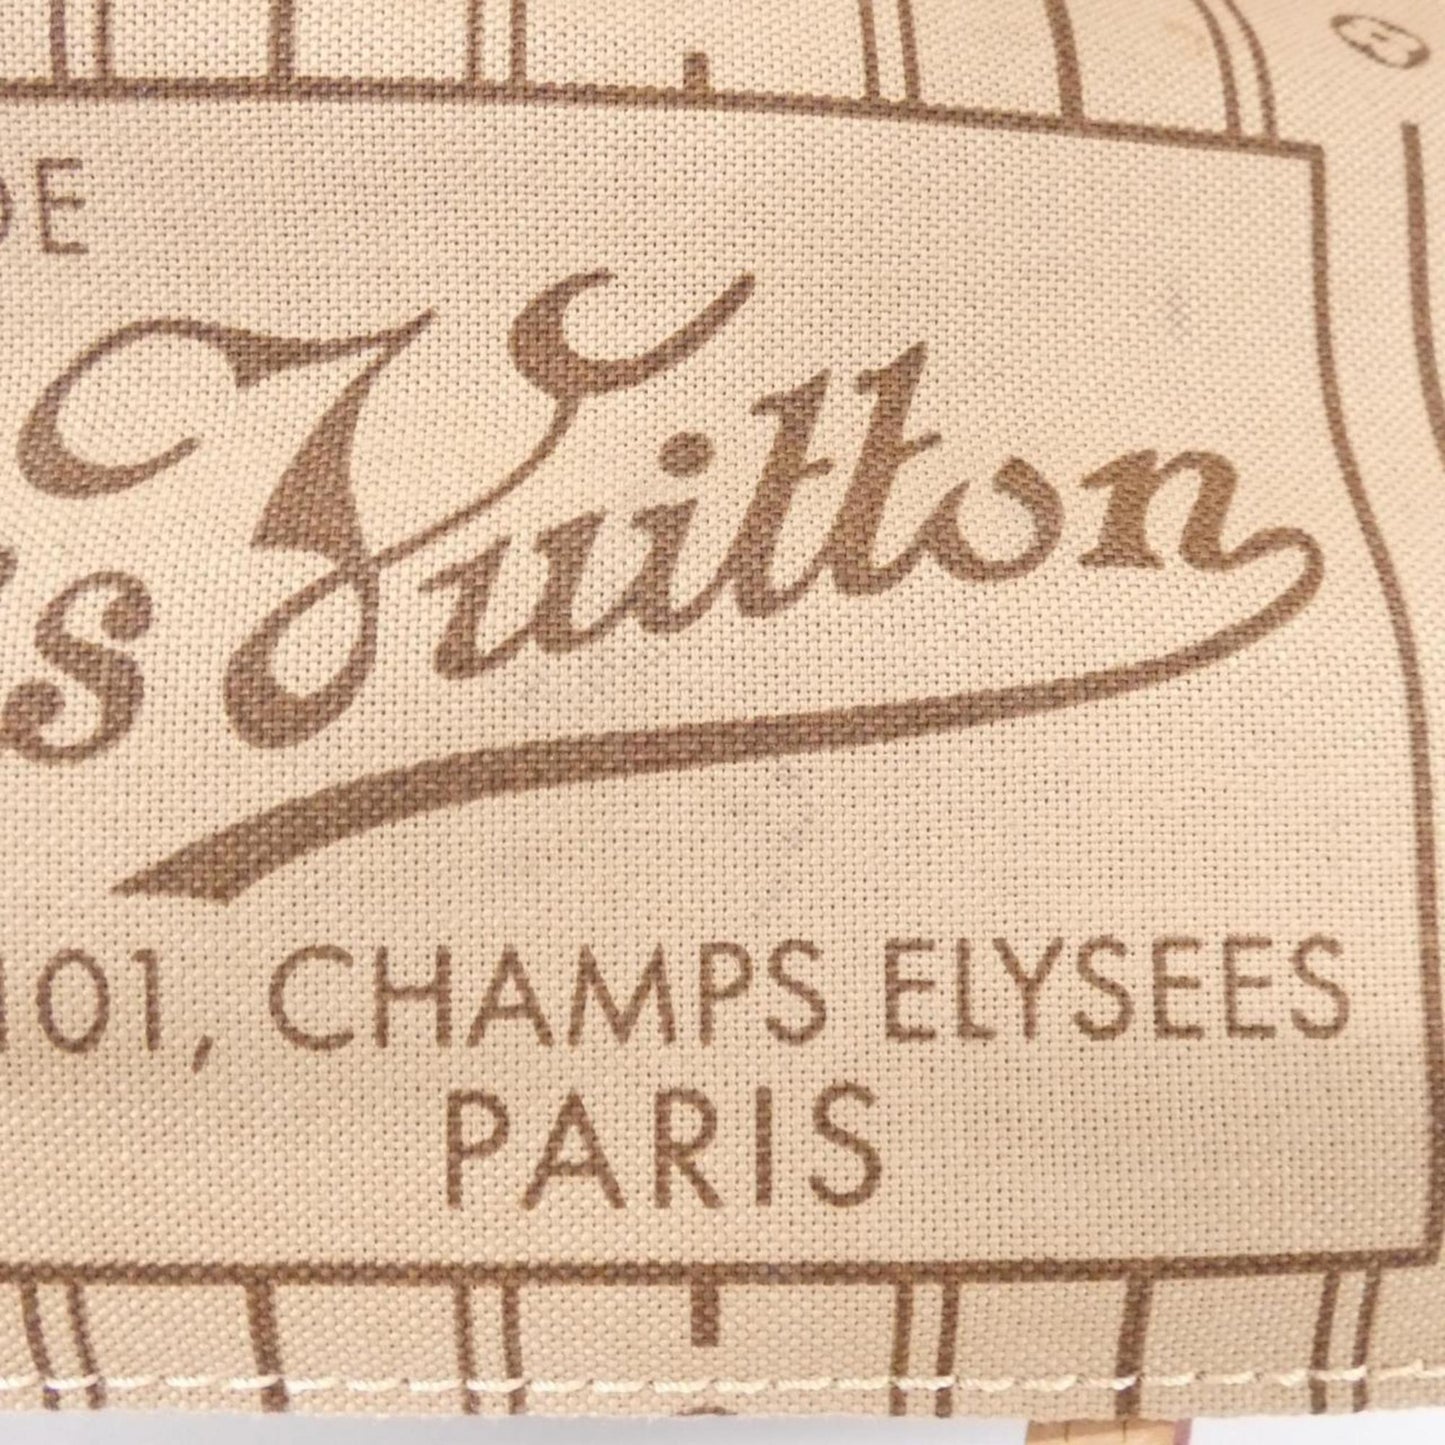 DE
s Vuitton
101, CHAMPS ELYSEES
PARIS